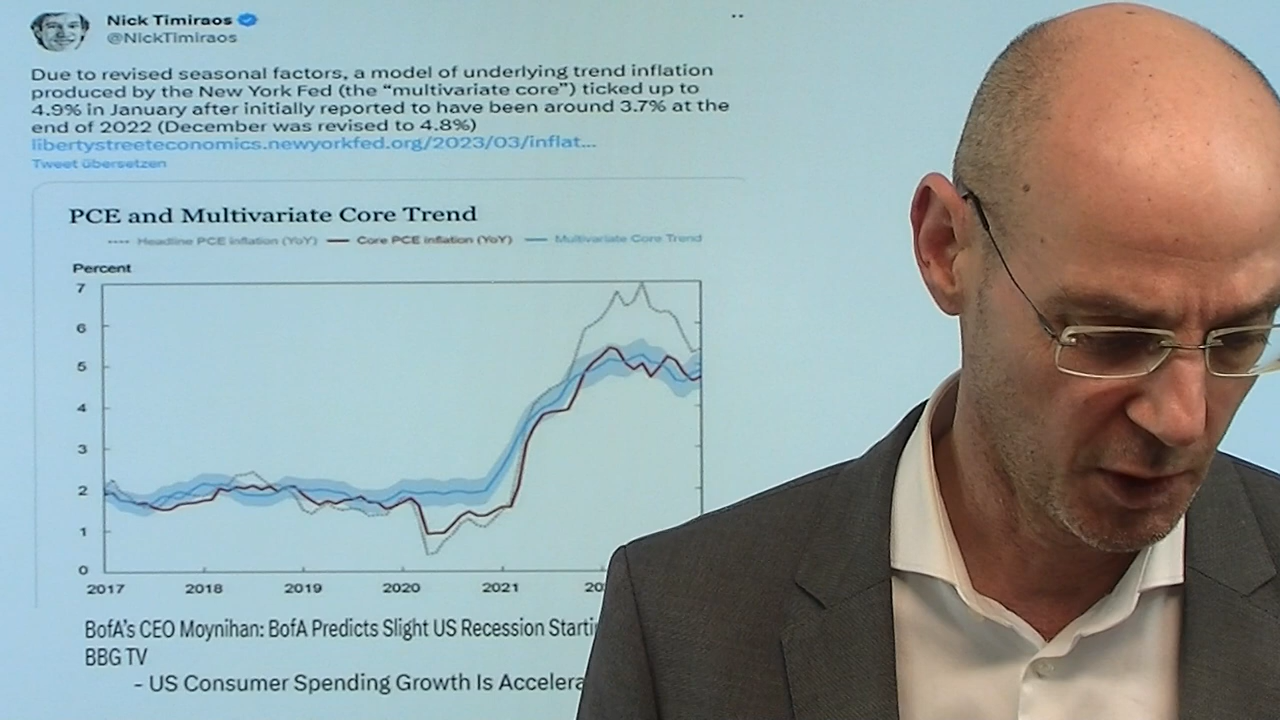 Nick Timiraos
@NickTimiraos
Due to revised seasonal factors, a model of underlying trend inflation
produced by the New York Fed (the “multivariate core”) ticked up to
4.9% in January after initially reported to have been around 3.7% at the
end of 2022 (December was revised to 4.8%)
libertystreeteconomics.newyorkfed.org/2023/03/inflat...
Tweet übersetzen
PCE and Multivariate Core Trend
Headline PCE Inflation (YoY) Core PCE Inflation (YoY) Multivariate Core Trend
Percent
7
6
5
4
3
2
1
0
2017 2018 2019 2020 2021 20
BofA's CEO Moynihan: BofA Predicts Slight US Recession Starti
BBG TV
- US Consumer Spending Growth Is Accelera